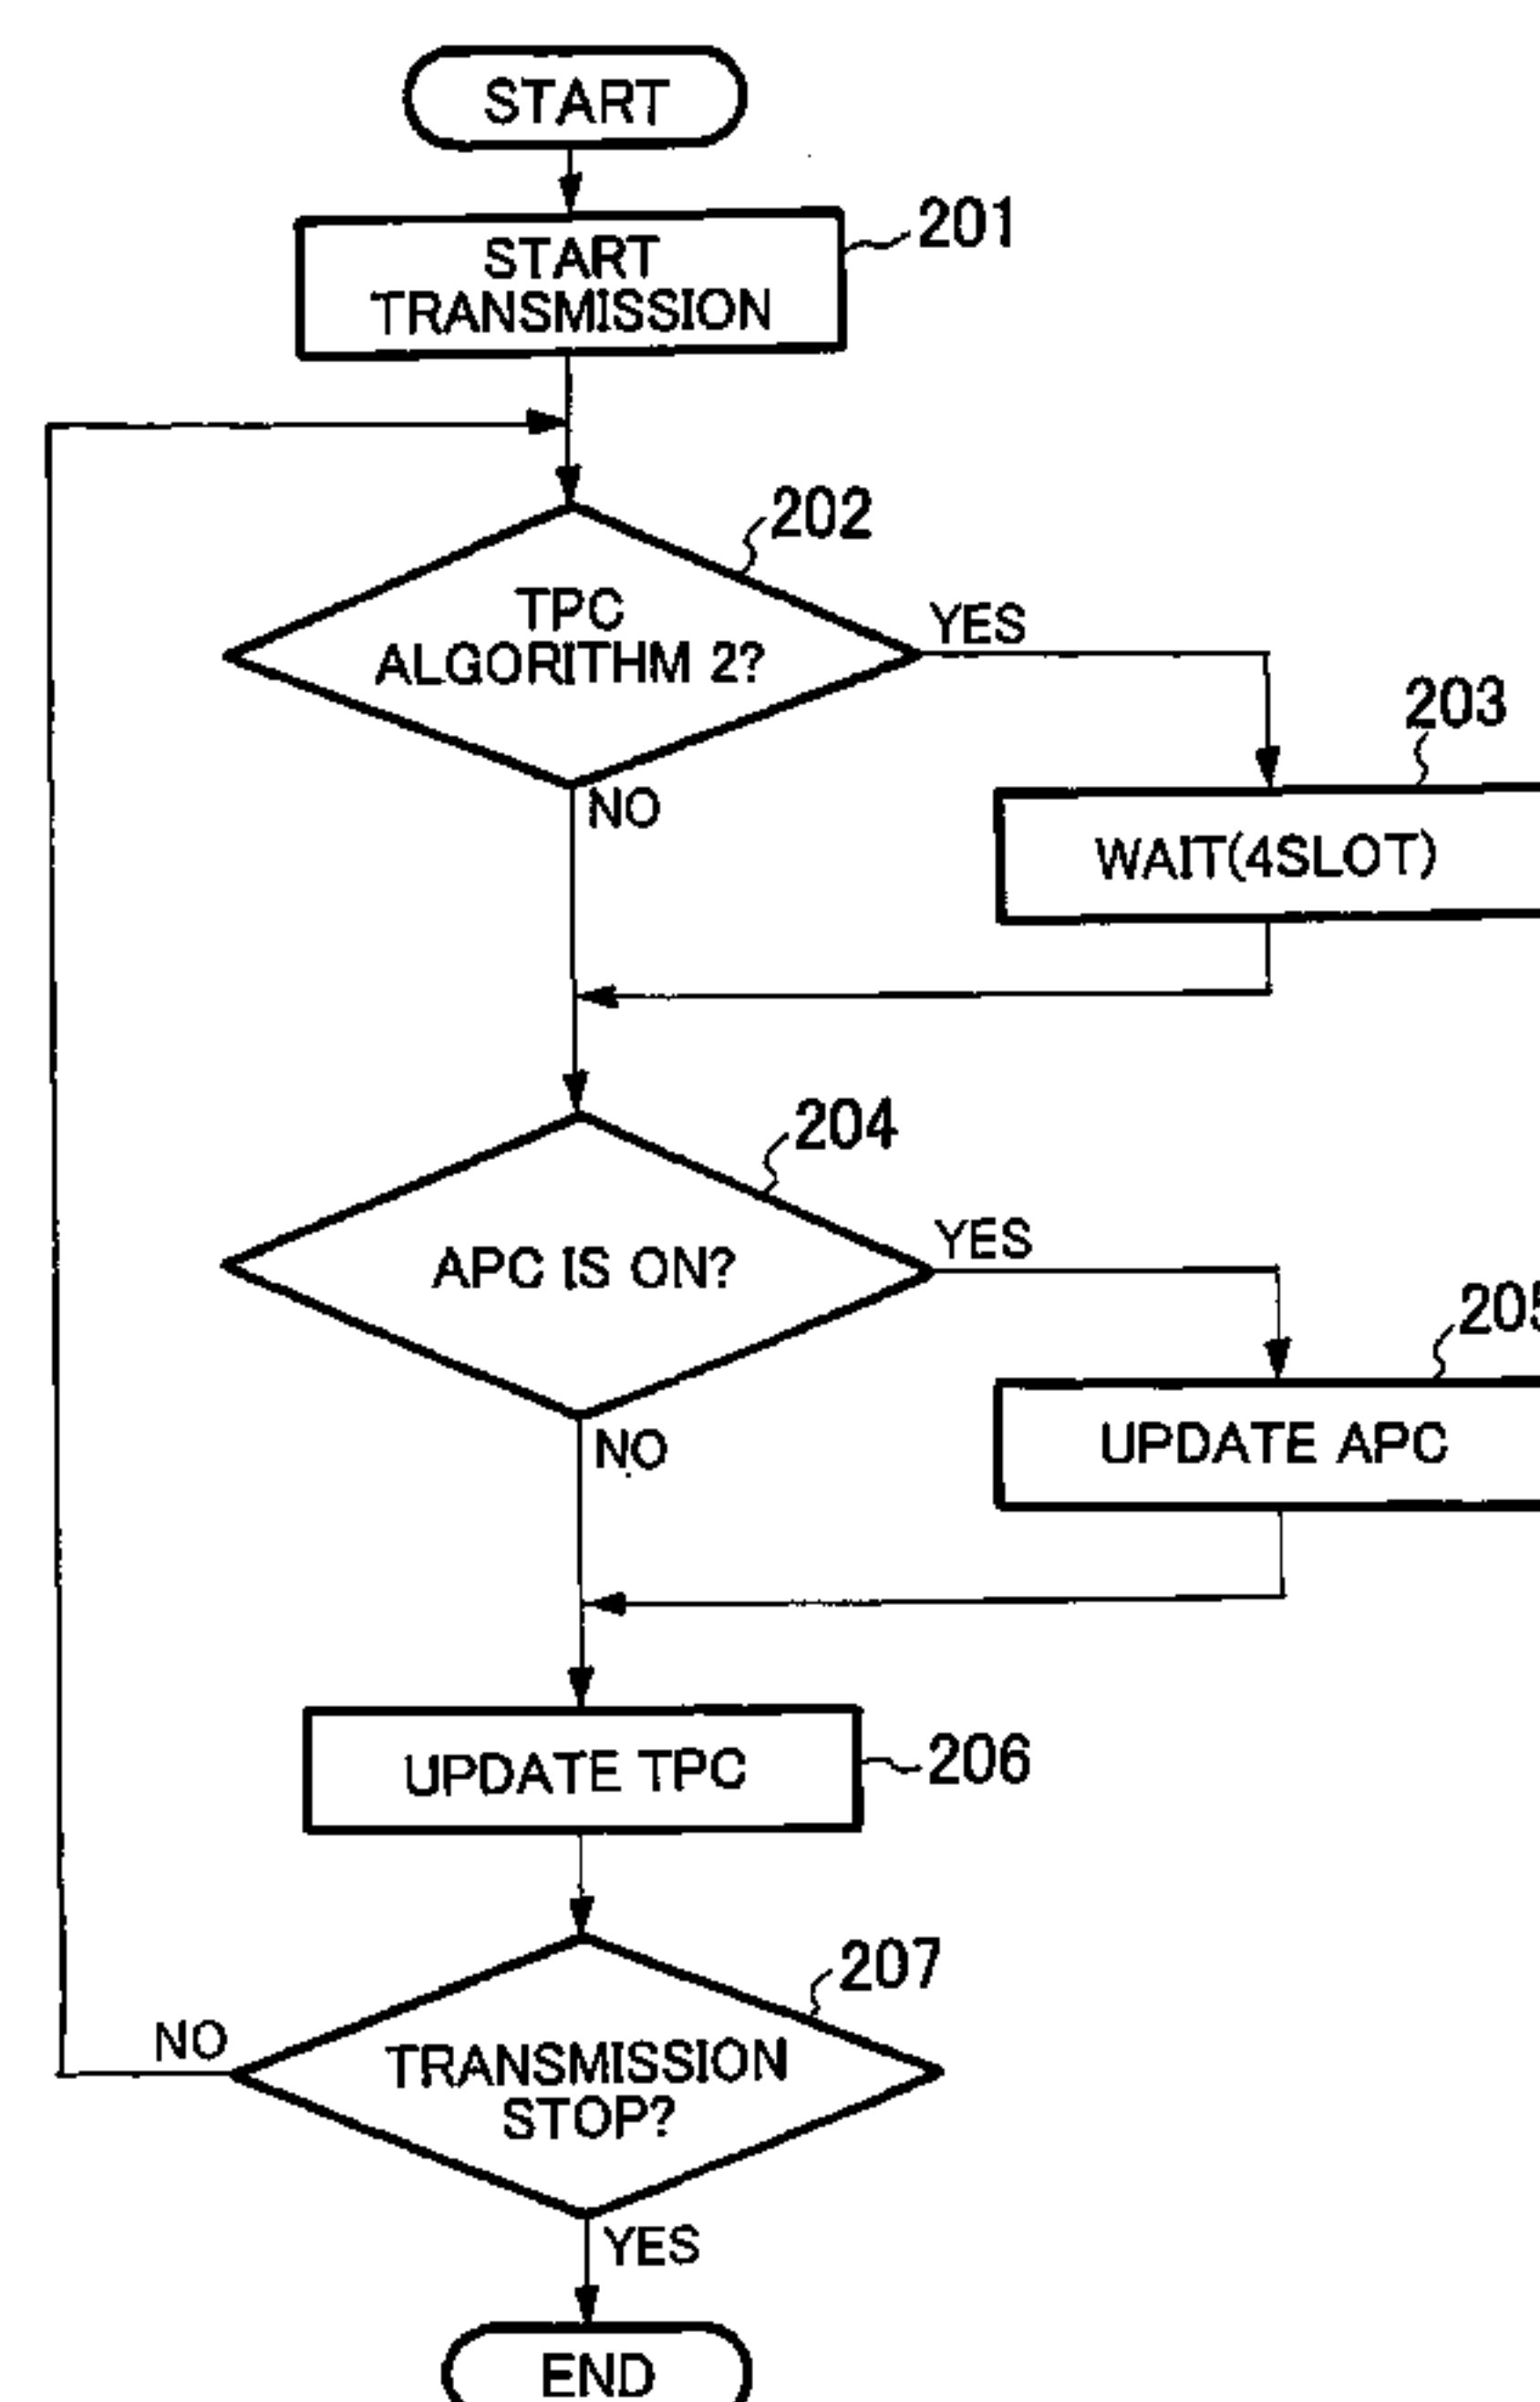 START
START
TRANSMISSION
201
202
TPC
ALGORITHM 2?
YES
NO
203
WAIT(4SLOT)
204
APC IS ON?
YES
NO
205
UPDATE APC
UPDATE TPC
206
207
TRANSMISSION
STOP?
NO
YES
END